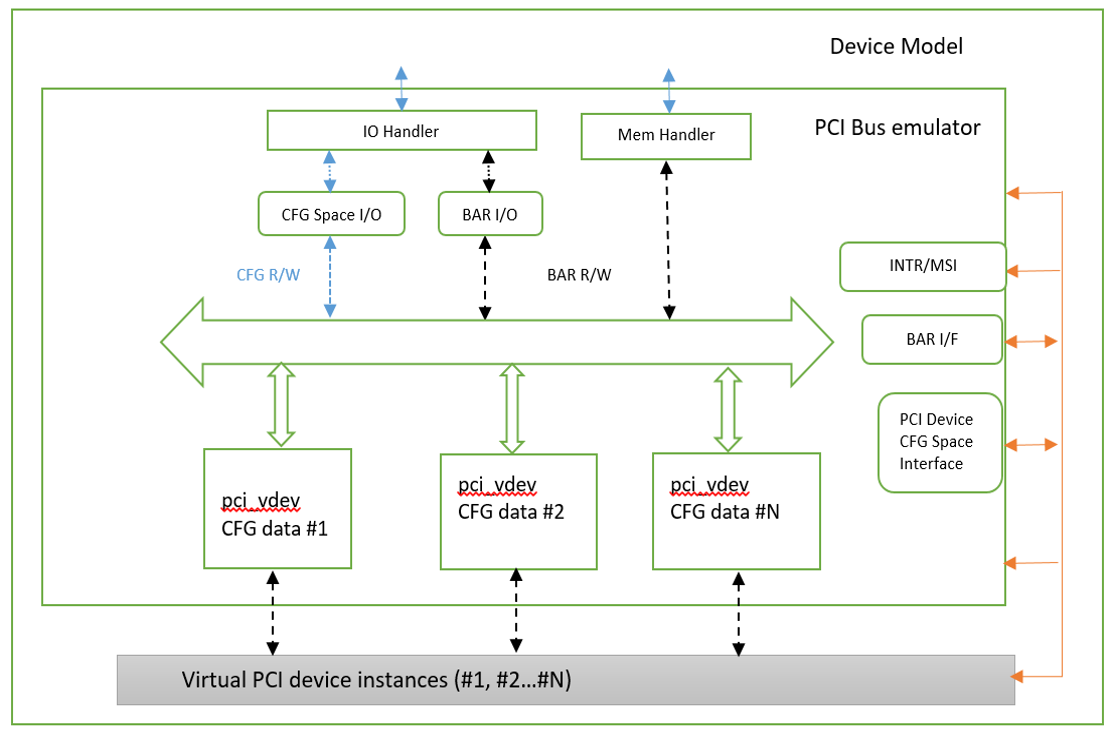 Device Model
PCI Bus emulator
IO Handler
Mem Handler
CFG Space I/O
BAR I/O
CFG R/W
BAR R/W
INTR/MSI
BAR I/F
PCI Device
CFG Space
Interface
pci_vdev
CFG data #1
pci_vdev
CFG data #2
pci_vdev
CFG data #N
Virtual PCI device instances (#1, #2...#N)